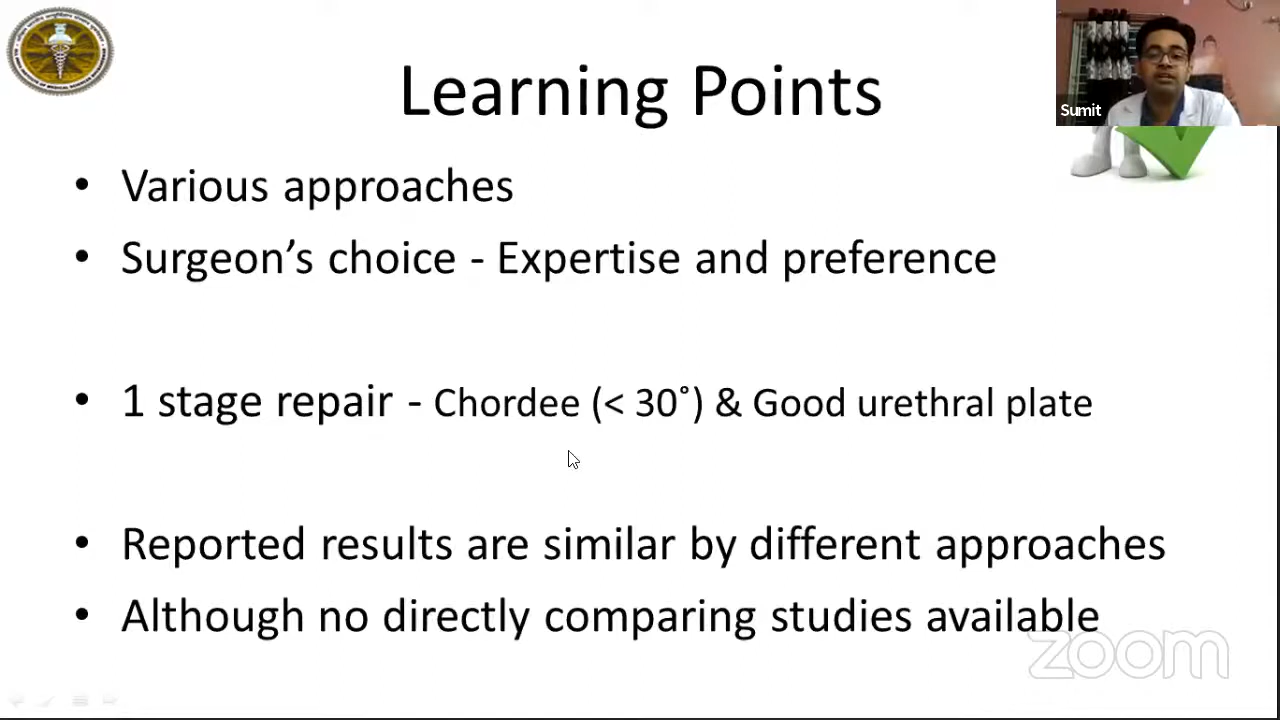 Learning Points
Sumit
• Various approaches
• Surgeon’s choice - Expertise and preference
• 1 stage repair - Chordee (< 30˚) & Good urethral plate
• Reported results are similar by different approaches
• Although no directly comparing studies available
zoom